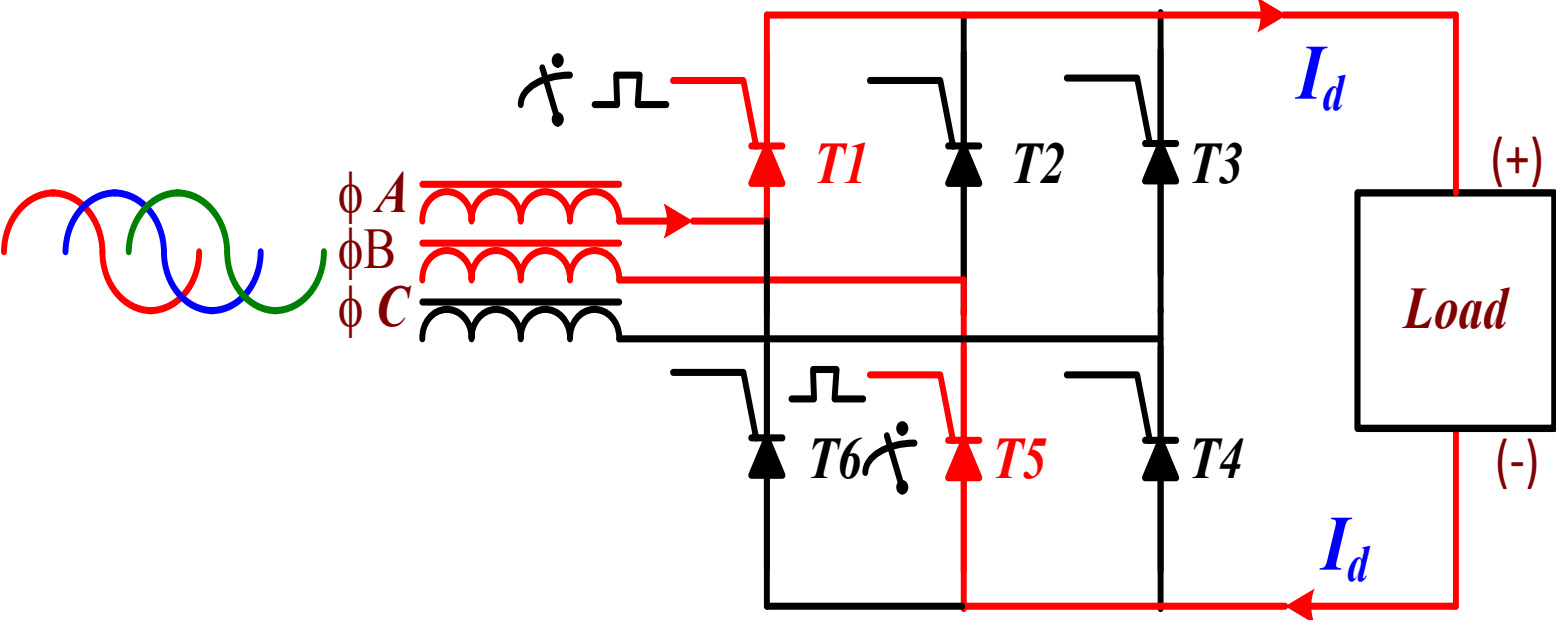 I_d
T1 T2 T3
(+)
ϕ A
ϕB
ϕ C
Load
T6 T5 T4
(-)
I_d